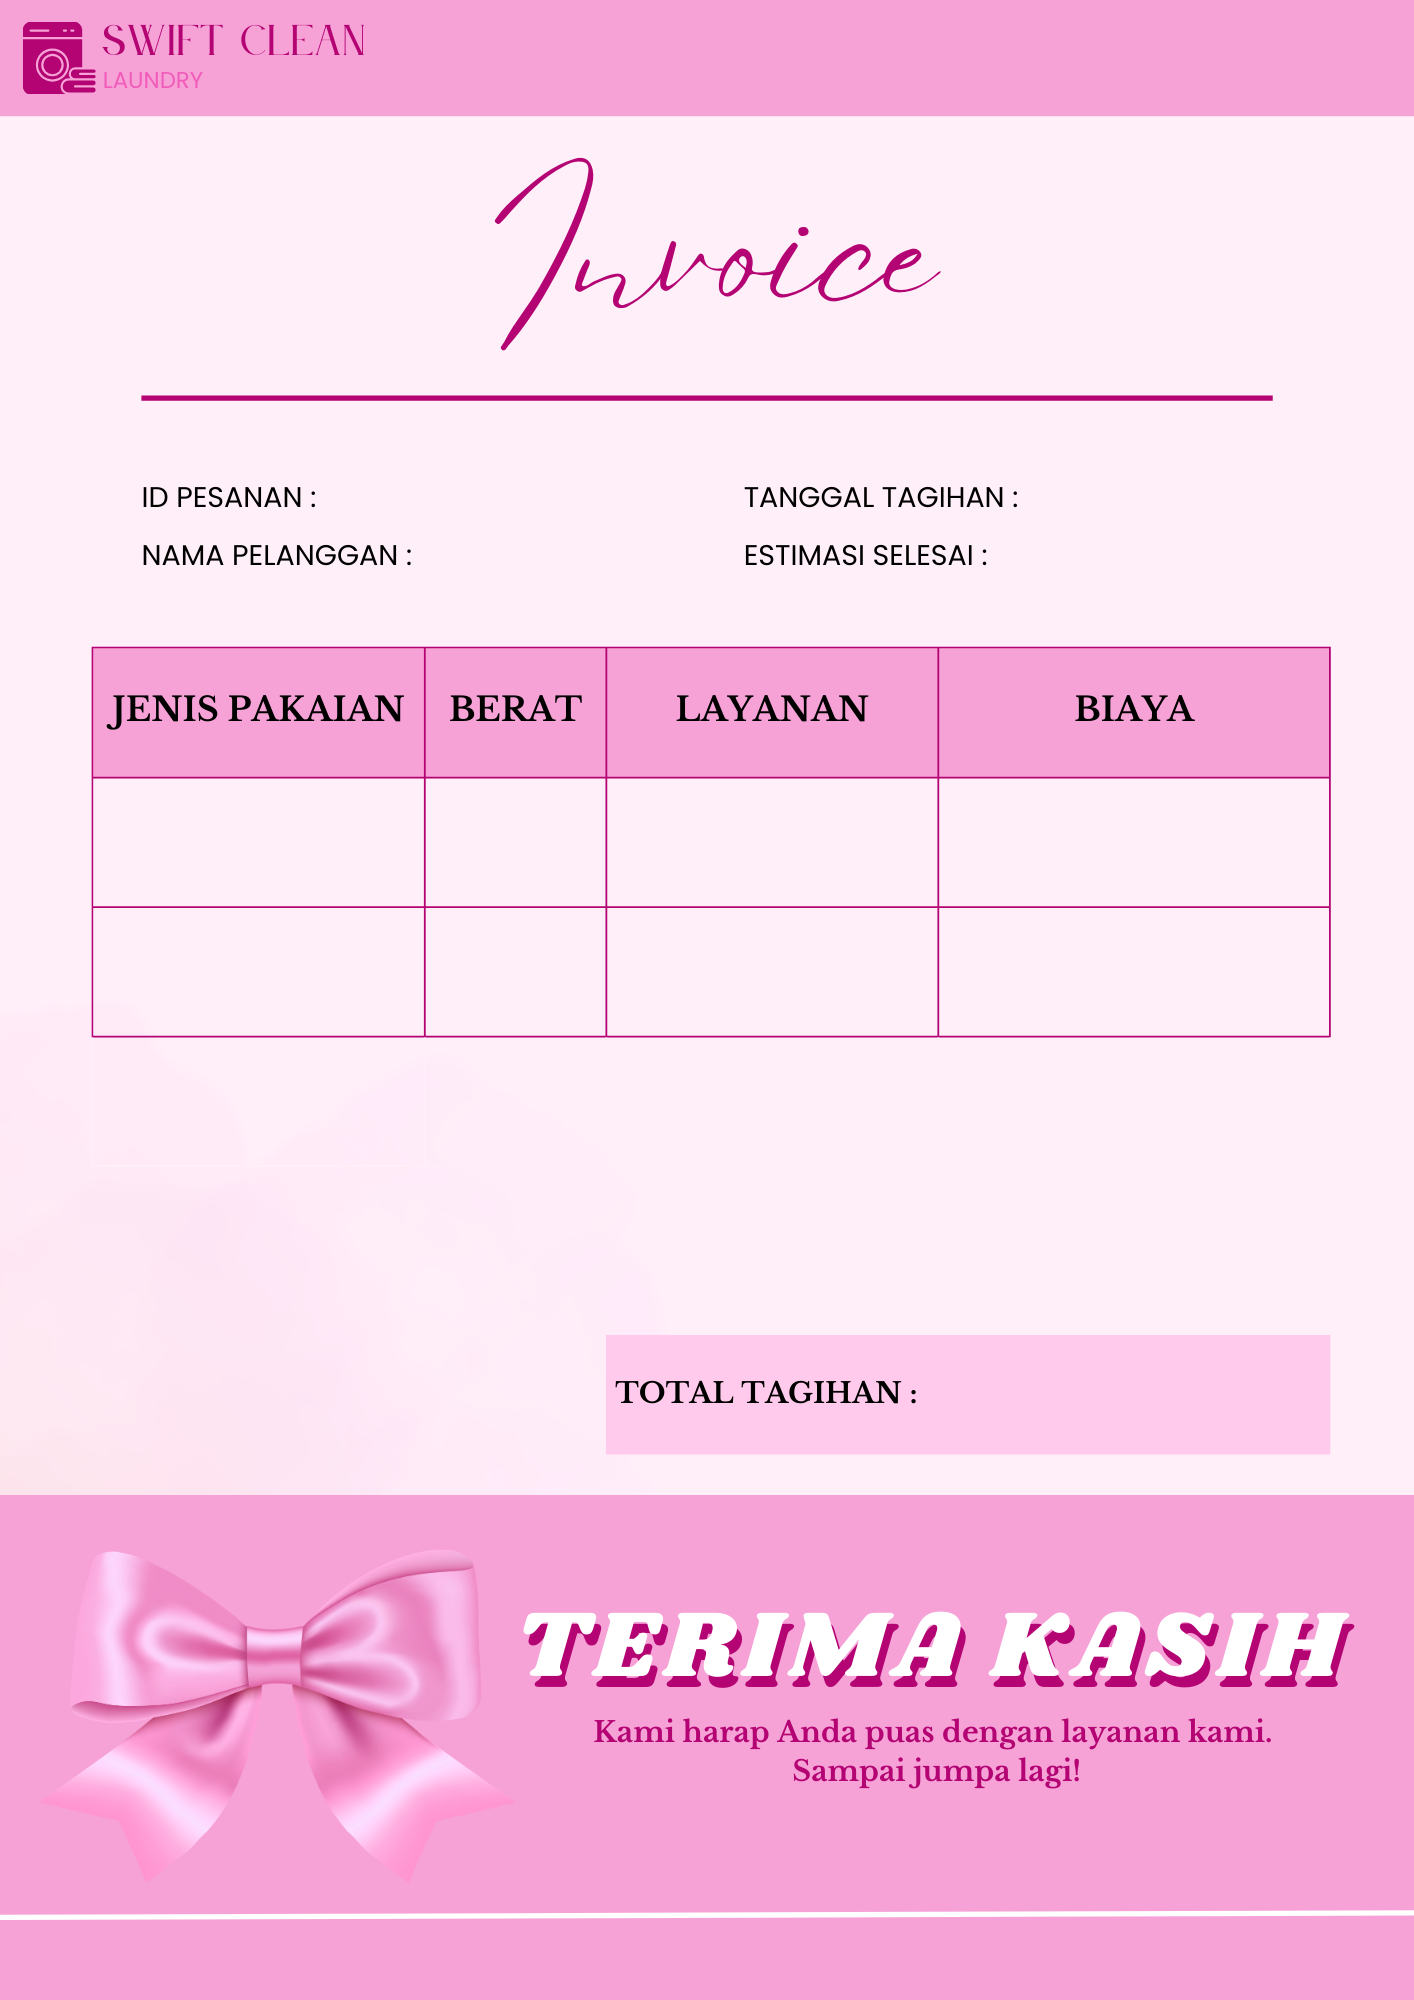 SWIFT CLEAN
LAUNDRY
Invoice
ID PESANAN :
TANGGAL TAGIHAN :
NAMA PELANGGAN :
ESTIMASI SELESAI :
JENIS PAKAIAN BERAT LAYANAN BIAYA
TOTAL TAGIHAN :
TERIMA KASIH
Kami harap Anda puas dengan layanan kami.
Sampai jumpa lagi!